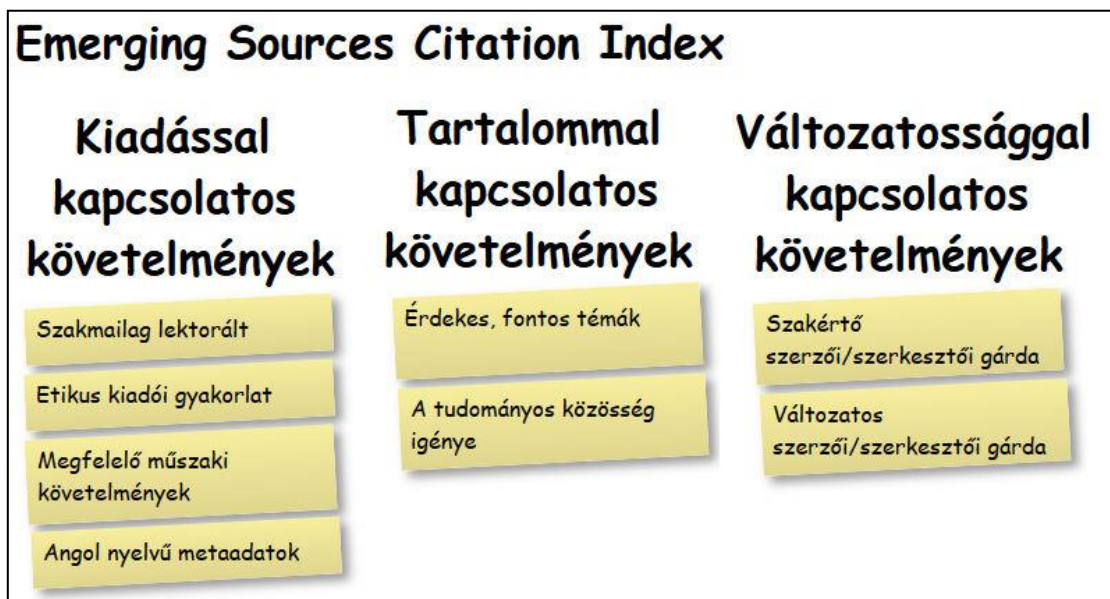 Emerging Sources Citation Index
Kiadással
kapcsolatos
követelmények
Szakmailag lektorált
Etikus kiadói gyakorlat
Megfelelő műszaki
követelmények
Angol nyelvű metaadatok
Tartalommal
kapcsolatos
követelmények
Érdekes, fontos témák
A tudományos közösség
igénye
Változatossággal
kapcsolatos
követelmények
Szakértő
szerzői/szerkesztői gárda
Változatos
szerzői/szerkesztői gárda